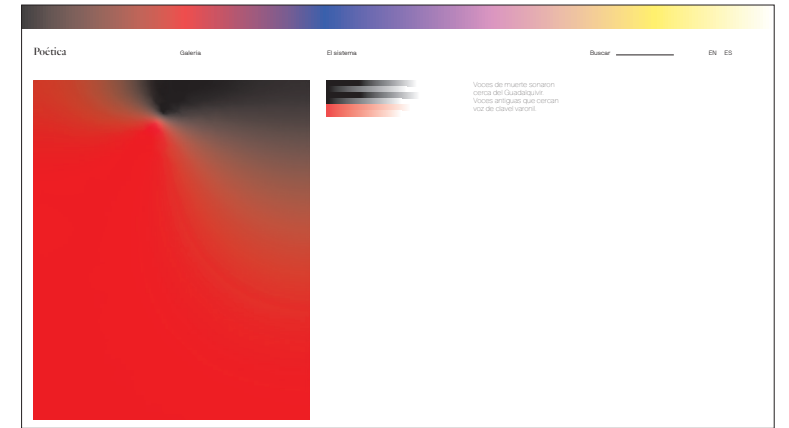 Poética
Galería
El sistema
Buscar
EN ES
Voces de muerte sonaron
cerca del Guadalquivir.
Voces antiguas que cercan
voz de clavel varonil.